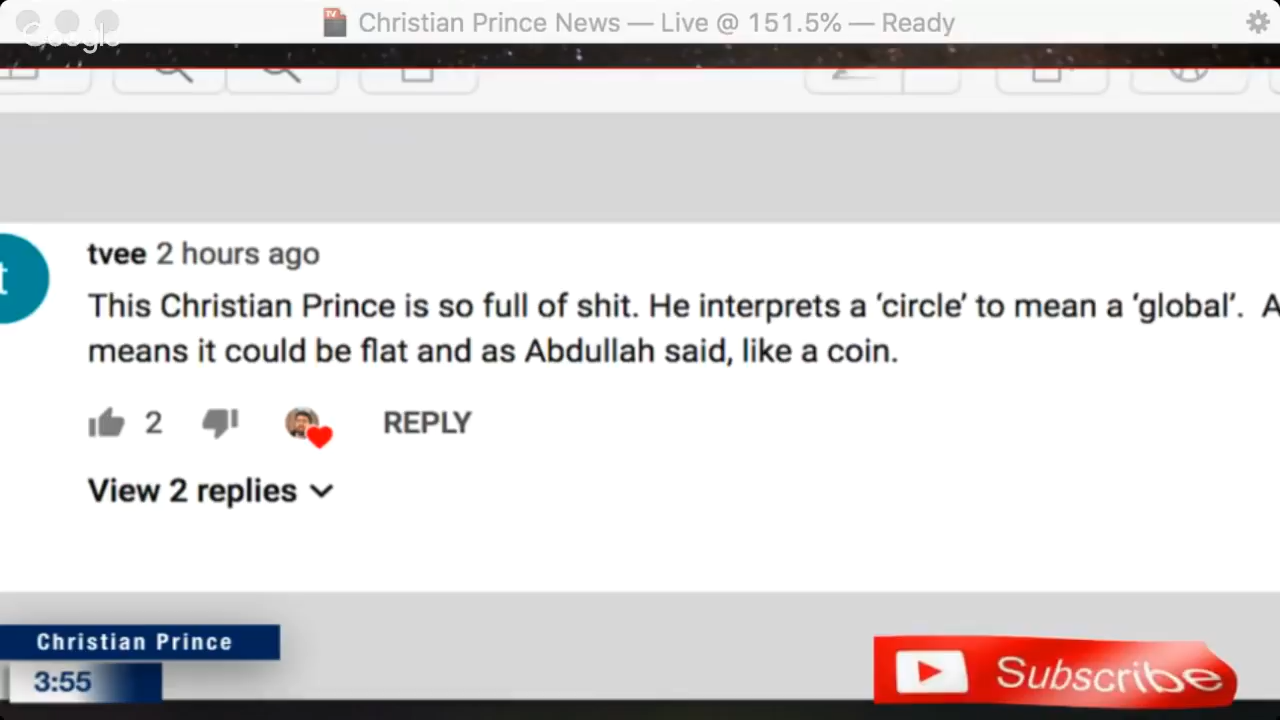 Google
Christian Prince News — Live @ 151.5% — Ready
tvee 2 hours ago
This Christian Prince is so full of shit. He interprets a ‘circle’ to mean a ‘global’. A
means it could be flat and as Abdullah said, like a coin.
2
REPLY
View 2 replies
t
Christian Prince
3:55
Subscribe